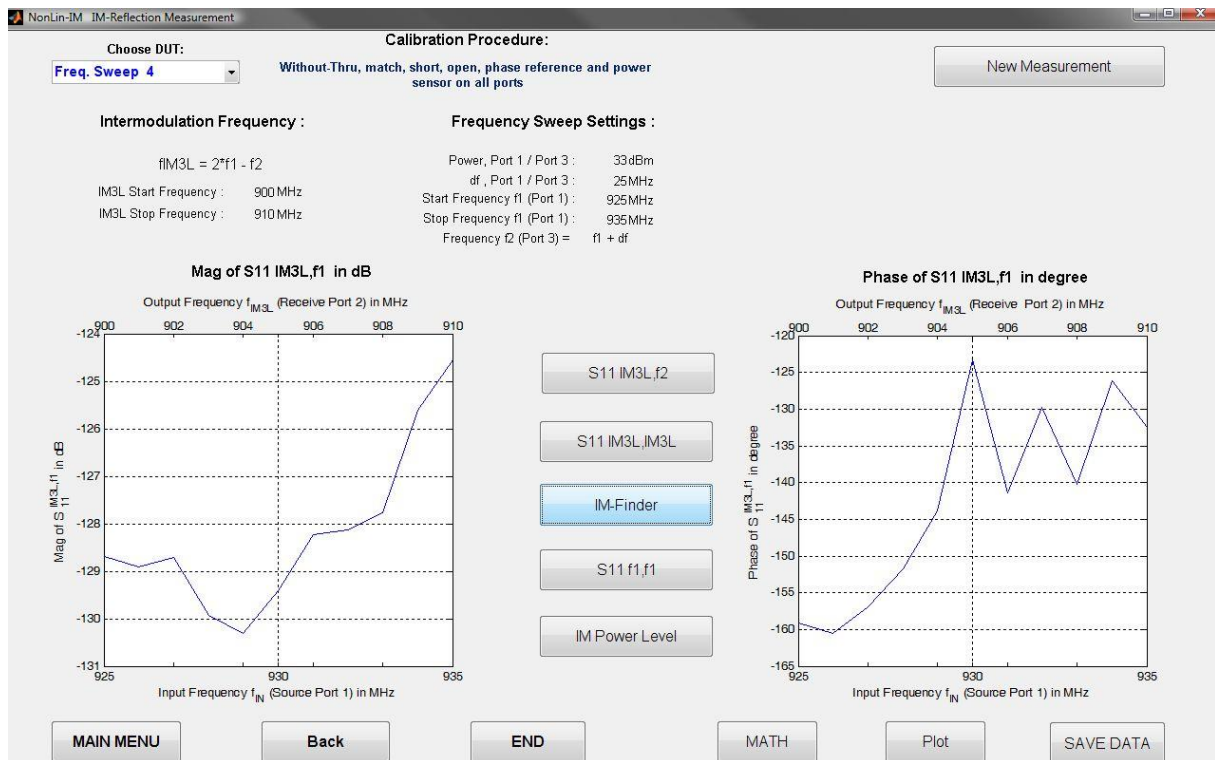 NonLin-IM IM-Reflection Measurement
Choose DUT:
Freq. Sweep 4
Calibration Procedure:
Without-Thru, match, short, open, phase reference and power
sensor on all ports
New Measurement
Intermodulation Frequency :
fIM3L = 2*f1 - f2
IM3L Start Frequency : 900 MHz
IM3L Stop Frequency : 910 MHz
Frequency Sweep Settings :
Power, Port 1 / Port 3 : 33dBm
df , Port 1 / Port 3 : 25MHz
Start Frequency f1 (Port 1) : 925MHz
Stop Frequency f1 (Port 1) : 935MHz
Frequency f2 (Port 3) = f1 + df
Mag of S11 IM3L,f1 in dB
Output Frequency fIM3L (Receive Port 2) in MHz
900 902 904 906 908 910
-124
-125
-126
-127
-128
-129
-130
-131
Mag of S11 IM3L,f1 in dB
925 930 935
Input Frequency fIN (Source Port 1) in MHz
S11 IM3L,f2
S11 IM3L,IM3L
IM-Finder
S11 f1,f1
IM Power Level
Phase of S11 IM3L,f1 in degree
Output Frequency fIM3L (Receive Port 2) in MHz
900 902 904 906 908 910
-120
-125
-130
-135
-140
-145
-150
-155
-160
-165
Phase of S11 IM3L,f1 in degree
925 930 935
Input Frequency fIN (Source Port 1) in MHz
MAIN MENU
Back
END
MATH
Plot
SAVE DATA